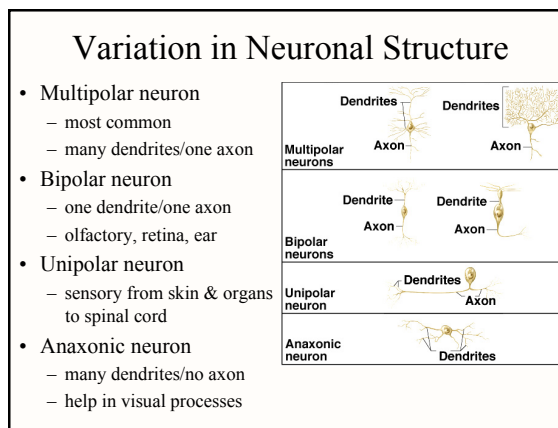 Variation in Neuronal Structure
• Multipolar neuron
– most common
– many dendrites/one axon
• Bipolar neuron
– one dendrite/one axon
– olfactory, retina, ear
• Unipolar neuron
– sensory from skin & organs
to spinal cord
• Anaxonic neuron
– many dendrites/no axon
– help in visual processes
Dendrites
Dendrites
Axon
Axon
Multipolar
neurons
Dendrite
Dendrite
Axon
Axon
Bipolar
neurons
Dendrites
Axon
Unipolar
neuron
Anaxonic
neuron
Dendrites